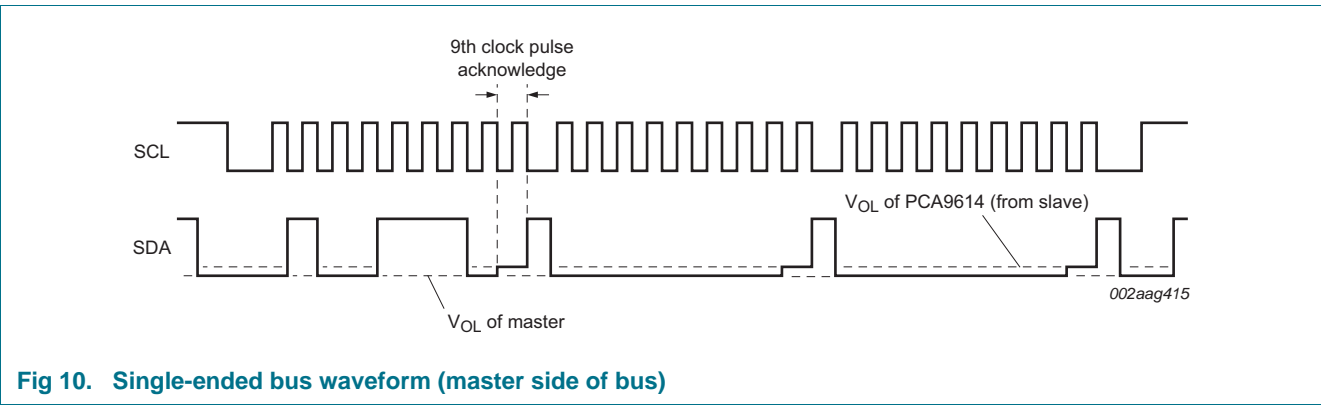 9th clock pulse
acknowledge
SCL
VOL of PCA9614 (from slave)
SDA
002aag415
VOL of master
Fig 10. Single-ended bus waveform (master side of bus)